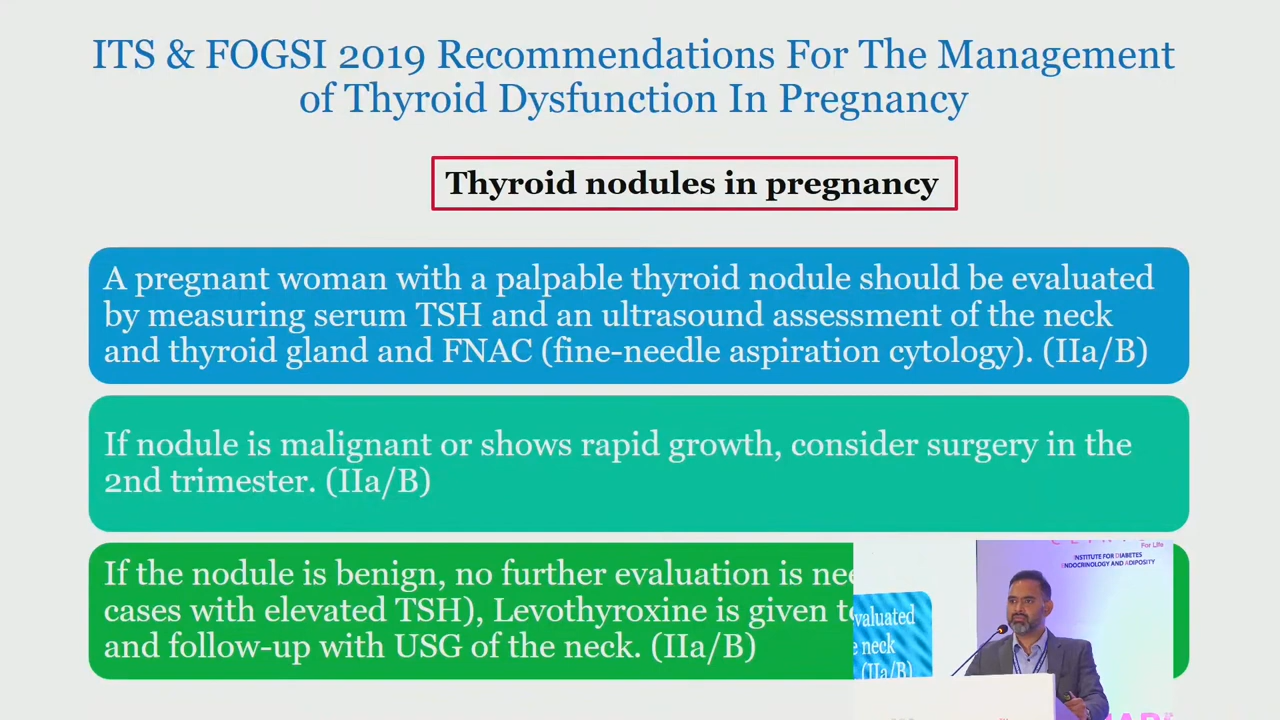 ITS & FOGSI 2019 Recommendations For The Management
of Thyroid Dysfunction In Pregnancy
Thyroid nodules in pregnancy
A pregnant woman with a palpable thyroid nodule should be evaluated
by measuring serum TSH and an ultrasound assessment of the neck
and thyroid gland and FNAC (fine-needle aspiration cytology). (IIa/B)
If nodule is malignant or shows rapid growth, consider surgery in the
2nd trimester. (IIa/B)
If the nodule is benign, no further evaluation is
cases with elevated TSH), Levothyroxine is given
and follow-up with USG of the neck. (IIa/B)
For Life
INSTITUTE FOR DIABETES
ENDOCRINOLOGY AND ADIPOSITY
neck
(IIa/B)